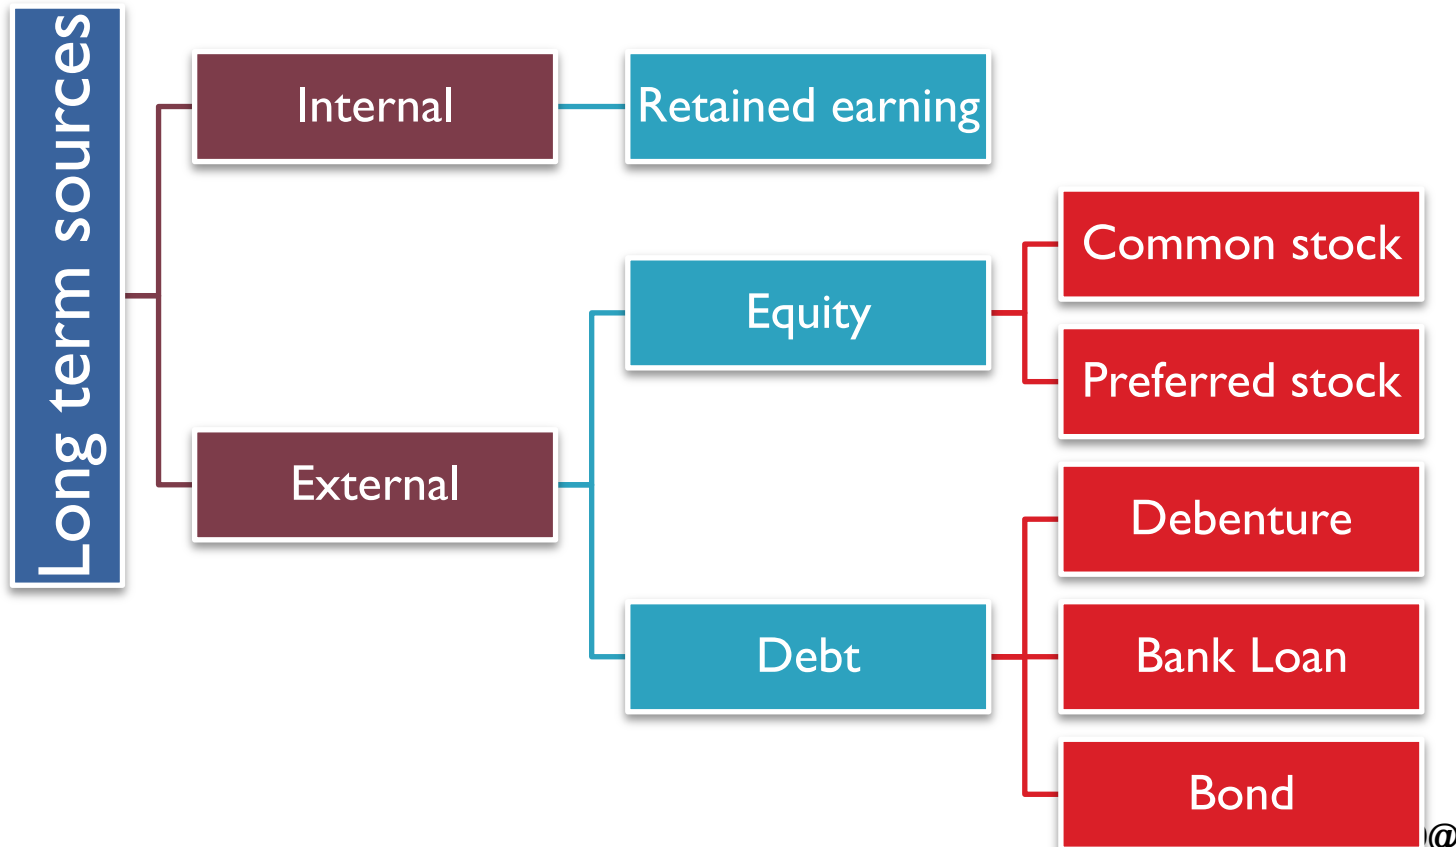 Long term sources
Internal
Retained earning
External
Equity
Common stock
Preferred stock
Debt
Debenture
Bank Loan
Bond
@